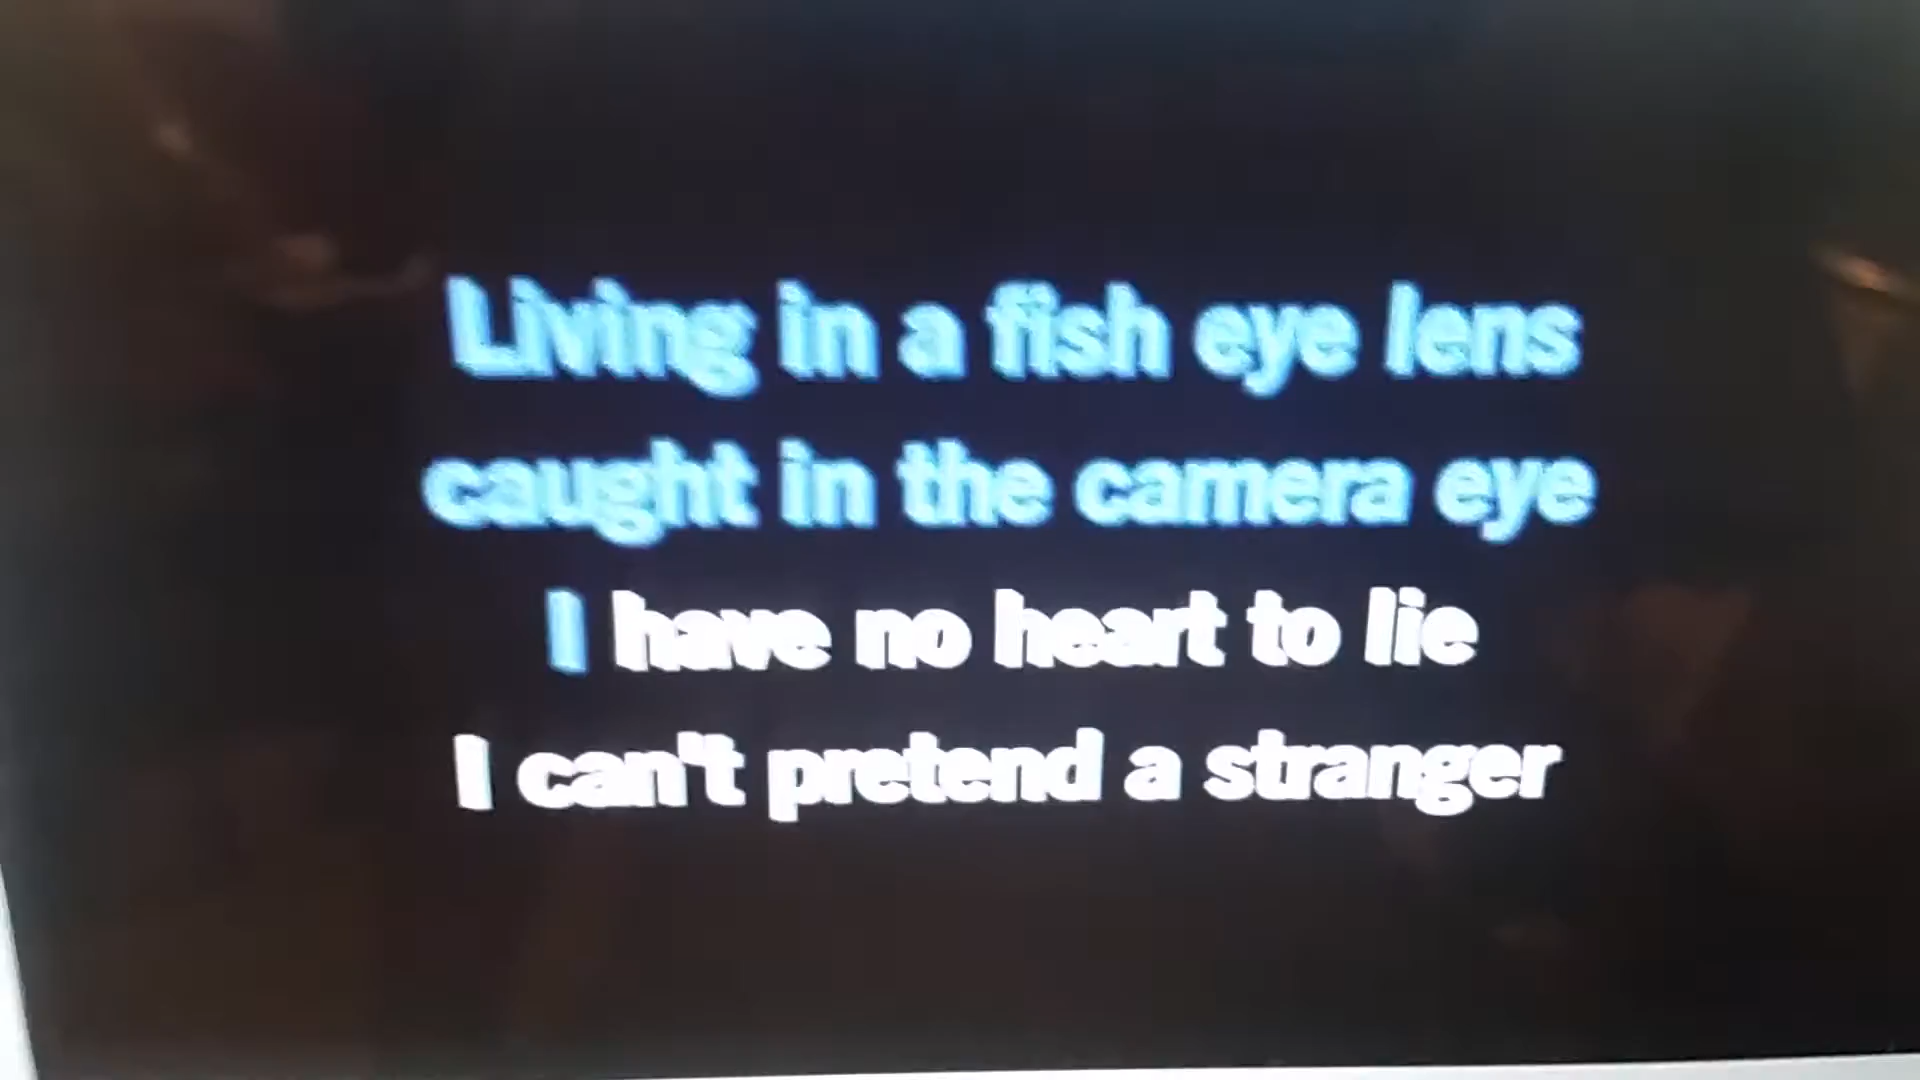 Living in a fish eye lens
caught in the camera eye
I have no heart to lie
I can't pretend a stranger